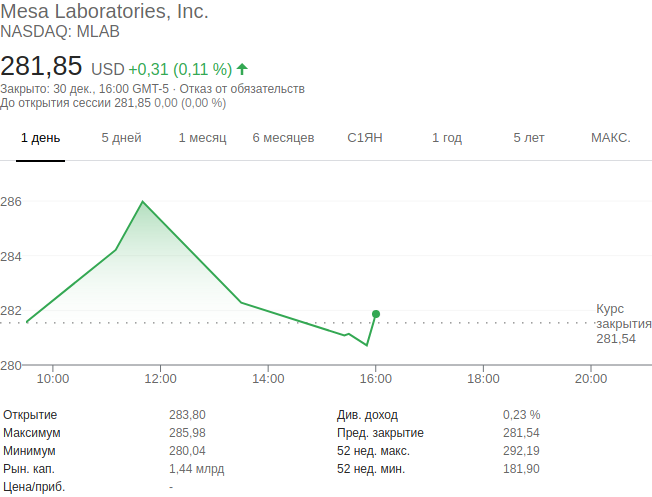 Mesa Laboratories, Inc.
NASDAQ: MLAB
281,85 USD +0,31 (0,11 %)
Закрыто: 30 дек., 16:00 GMT-5 · Отказ от обязательств
До открытия сессии 281,85 0,00 (0,00 %)
1 день 5 дней 1 месяц 6 месяцев С1ЯН 1 год 5 лет МАКС.
286
284
282
280
Курс
закрытия
281,54
10:00 12:00 14:00 16:00 18:00 20:00
Открытие 283,80 Див. доход 0,23 %
Максимум 285,98 Пред. закрытие 281,54
Минимум 280,04 52 нед. макс. 292,19
Рын. кап. 1,44 млрд 52 нед. мин. 181,90
Цена/приб. -